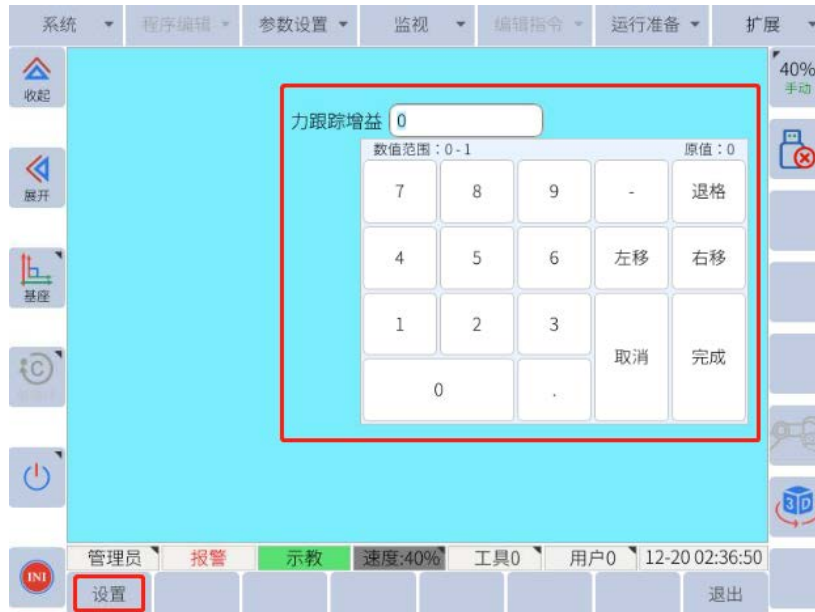 系统 程序编辑 参数设置 监视 编辑指令 运行准备 扩展
收起
40%
手动
力跟踪增益 0
数值范围：0-1 原值：0
展开
7 8 9 - 退格
4 5 6 左移 右移
基座
1 2 3 取消 完成
0 .
C
3D
管理员 报警 示教 速度:40% 工具0 用户0 12-20 02:36:50
INI
设置 退出